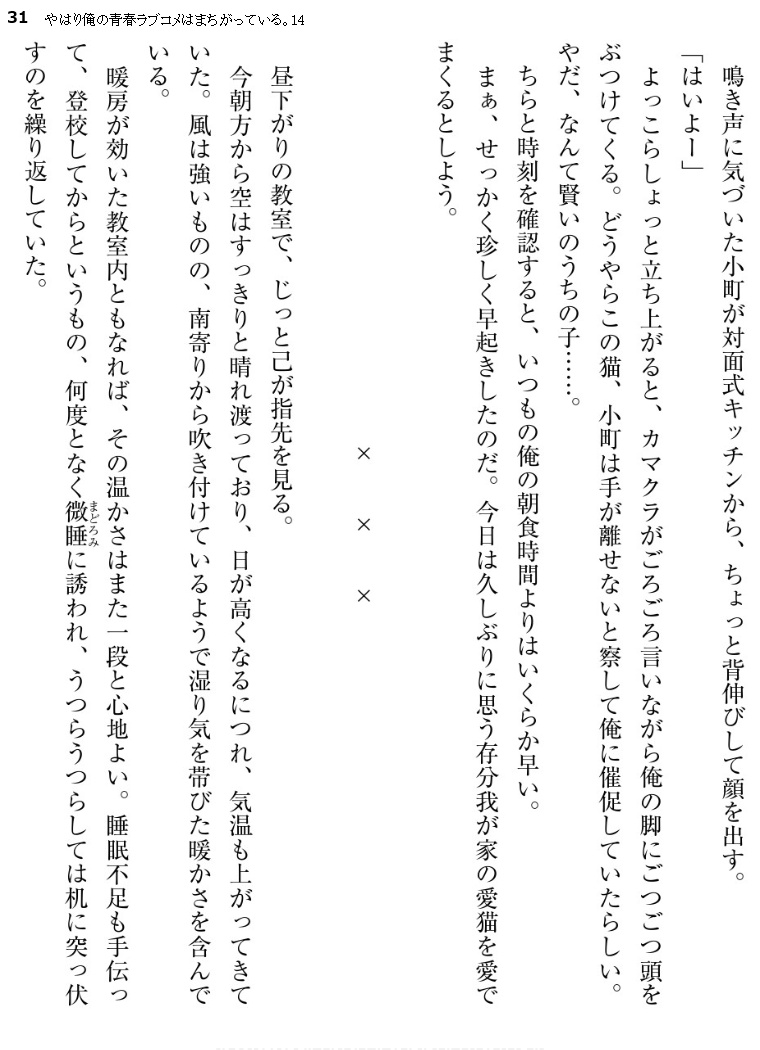 31 やはり俺の青春ラブコメはまちがっている。14
鳴き声に気づいた小町が対面式キッチンから、ちょっと背伸びして顔を出す。
「はいよー」
よっこらしょっと立ち上がると、カマクラがごろごろ言いながら俺の脚にごつごつ頭を
ぶつけてくる。どうやらこの猫、小町は手が離せないと察して俺に催促していたらしい。
やだ、なんて賢いのうちの子……。
ちらと時刻を確認すると、いつもの俺の朝食時間よりはいくらか早い。
まぁ、せっかく珍しく早起きしたのだ。今日は久しぶりに思う存分我が家の愛猫を愛で
まくるとしよう。
×　×　×
昼下がりの教室で、じっと己が指先を見る。
今朝方から空はすっきりと晴れ渡っており、日が高くなるにつれ、気温も上がってきて
いた。風は強いものの、南寄りから吹き付けているようで湿り気を帯びた暖かさを含んで
いる。
暖房が効いた教室内ともなれば、その温かさはまた一段と心地よい。睡眠不足も手伝っ
て、登校してからというもの、何度となく微睡まどろみに誘われ、うつらうつらしては机に突っ伏
すのを繰り返していた。